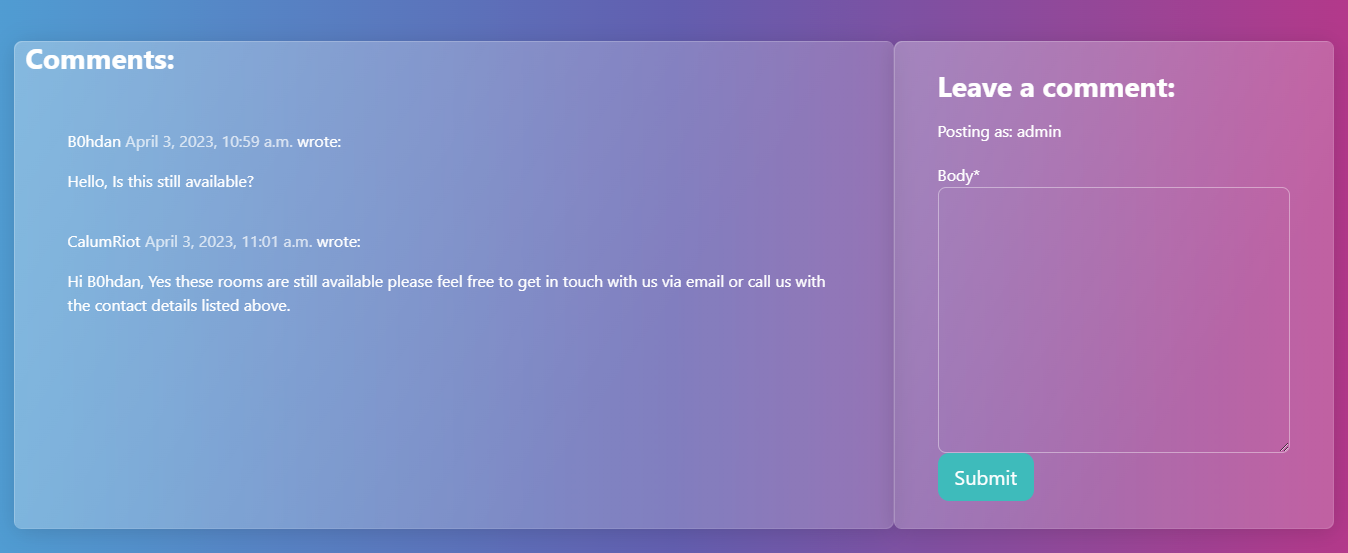 Comments:
B0hdan April 3, 2023, 10:59 a.m. wrote:
Hello, Is this still available?
CalumRiot April 3, 2023, 11:01 a.m. wrote:
Hi B0hdan, Yes these rooms are still available please feel free to get in touch with us via email or call us with
the contact details listed above.
Leave a comment:
Posting as: admin
Body*
Submit